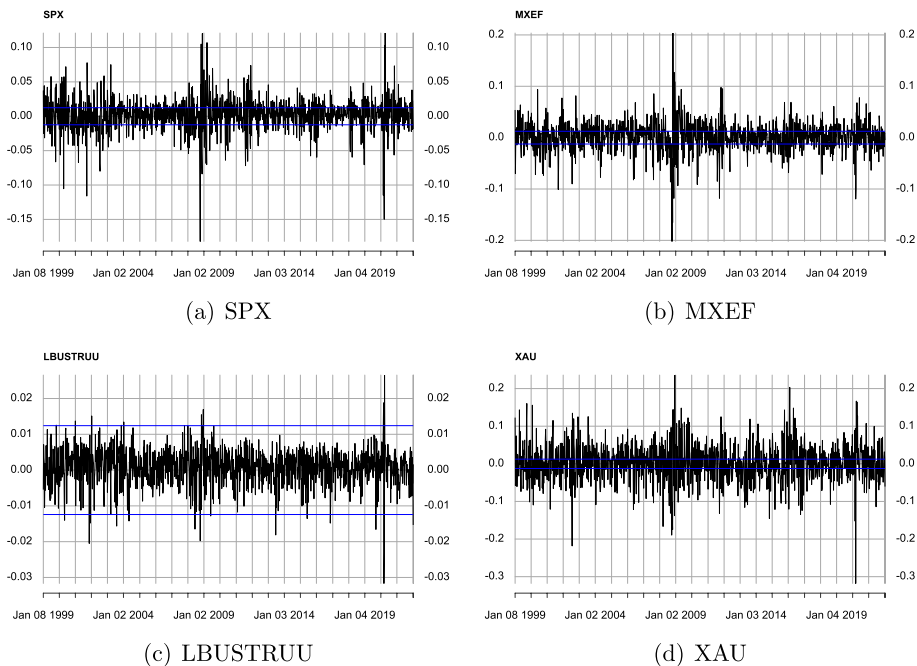 SPX
0.10 0.10
0.05 0.05
0.00 0.00
-0.05 -0.05
-0.10 -0.10
-0.15 -0.15
Jan 08 1999 Jan 02 2004 Jan 02 2009 Jan 03 2014 Jan 04 2019
(a) SPX
MXEF
0.2 0.2
0.1 0.1
0.0 0.0
-0.1 -0.1
-0.2 -0.2
Jan 08 1999 Jan 02 2004 Jan 02 2009 Jan 03 2014 Jan 04 2019
(b) MXEF
LBUSTRUU
0.02 0.02
0.01 0.01
0.00 0.00
-0.01 -0.01
-0.02 -0.02
-0.03 -0.03
Jan 08 1999 Jan 02 2004 Jan 02 2009 Jan 03 2014 Jan 04 2019
(c) LBUSTRUU
XAU
0.2 0.2
0.1 0.1
0.0 0.0
-0.1 -0.1
-0.2 -0.2
-0.3 -0.3
Jan 08 1999 Jan 02 2004 Jan 02 2009 Jan 03 2014 Jan 04 2019
(d) XAU